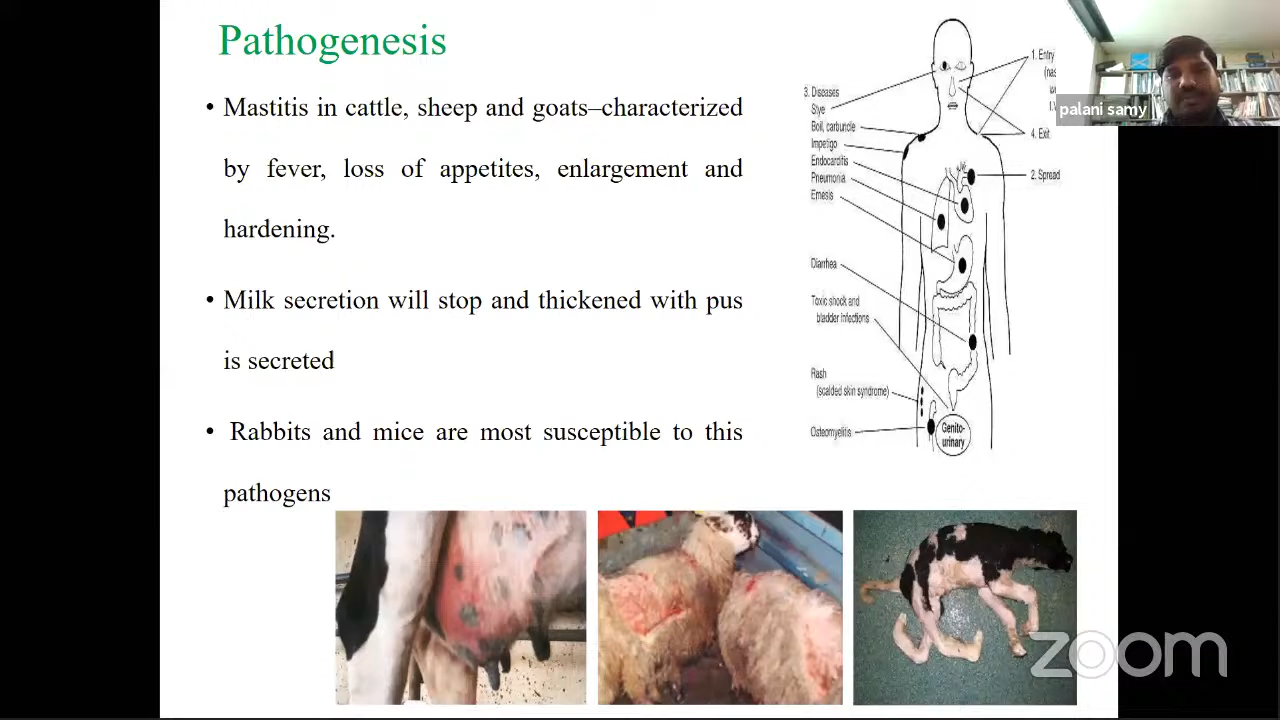 Pathogenesis
• Mastitis in cattle, sheep and goats–characterized
by fever, loss of appetites, enlargement and
hardening.
• Milk secretion will stop and thickened with pus
is secreted
• Rabbits and mice are most susceptible to this
pathogens
3. Diseases
Stye
Boil, carbuncle
Impetigo
Endocarditis
Pneumonia
Emesis
Diarrhea
Toxic shock and
bladder infections
Rash
(scalded skin syndrome)
Osteomyelitis
Genito-
urinary
1. Entry
(nas
4. Exit
2. Spread
palani samy
zoom